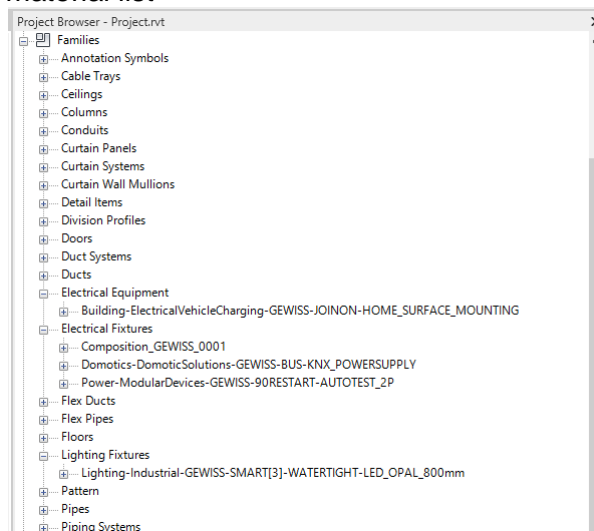 material list
Project Browser - Project.rvt
Families
Annotation Symbols
Cable Trays
Ceilings
Columns
Conduits
Curtain Panels
Curtain Systems
Curtain Wall Mullions
Detail Items
Division Profiles
Doors
Duct Systems
Ducts
Electrical Equipment
Building-ElectricalVehicleCharging-GEWISS-JOINON-HOME_SURFACE_MOUNTING
Electrical Fixtures
Composition_GEWISS_0001
Domotics-DomoticSolutions-GEWISS-BUS-KNX_POWERSUPPLY
Power-ModularDevices-GEWISS-90RESTART-AUTOTEST_2P
Flex Ducts
Flex Pipes
Floors
Lighting Fixtures
Lighting-Industrial-GEWISS-SMART[3]-WATERTIGHT-LED_OPAL_800mm
Pattern
Pipes
Piping Systems